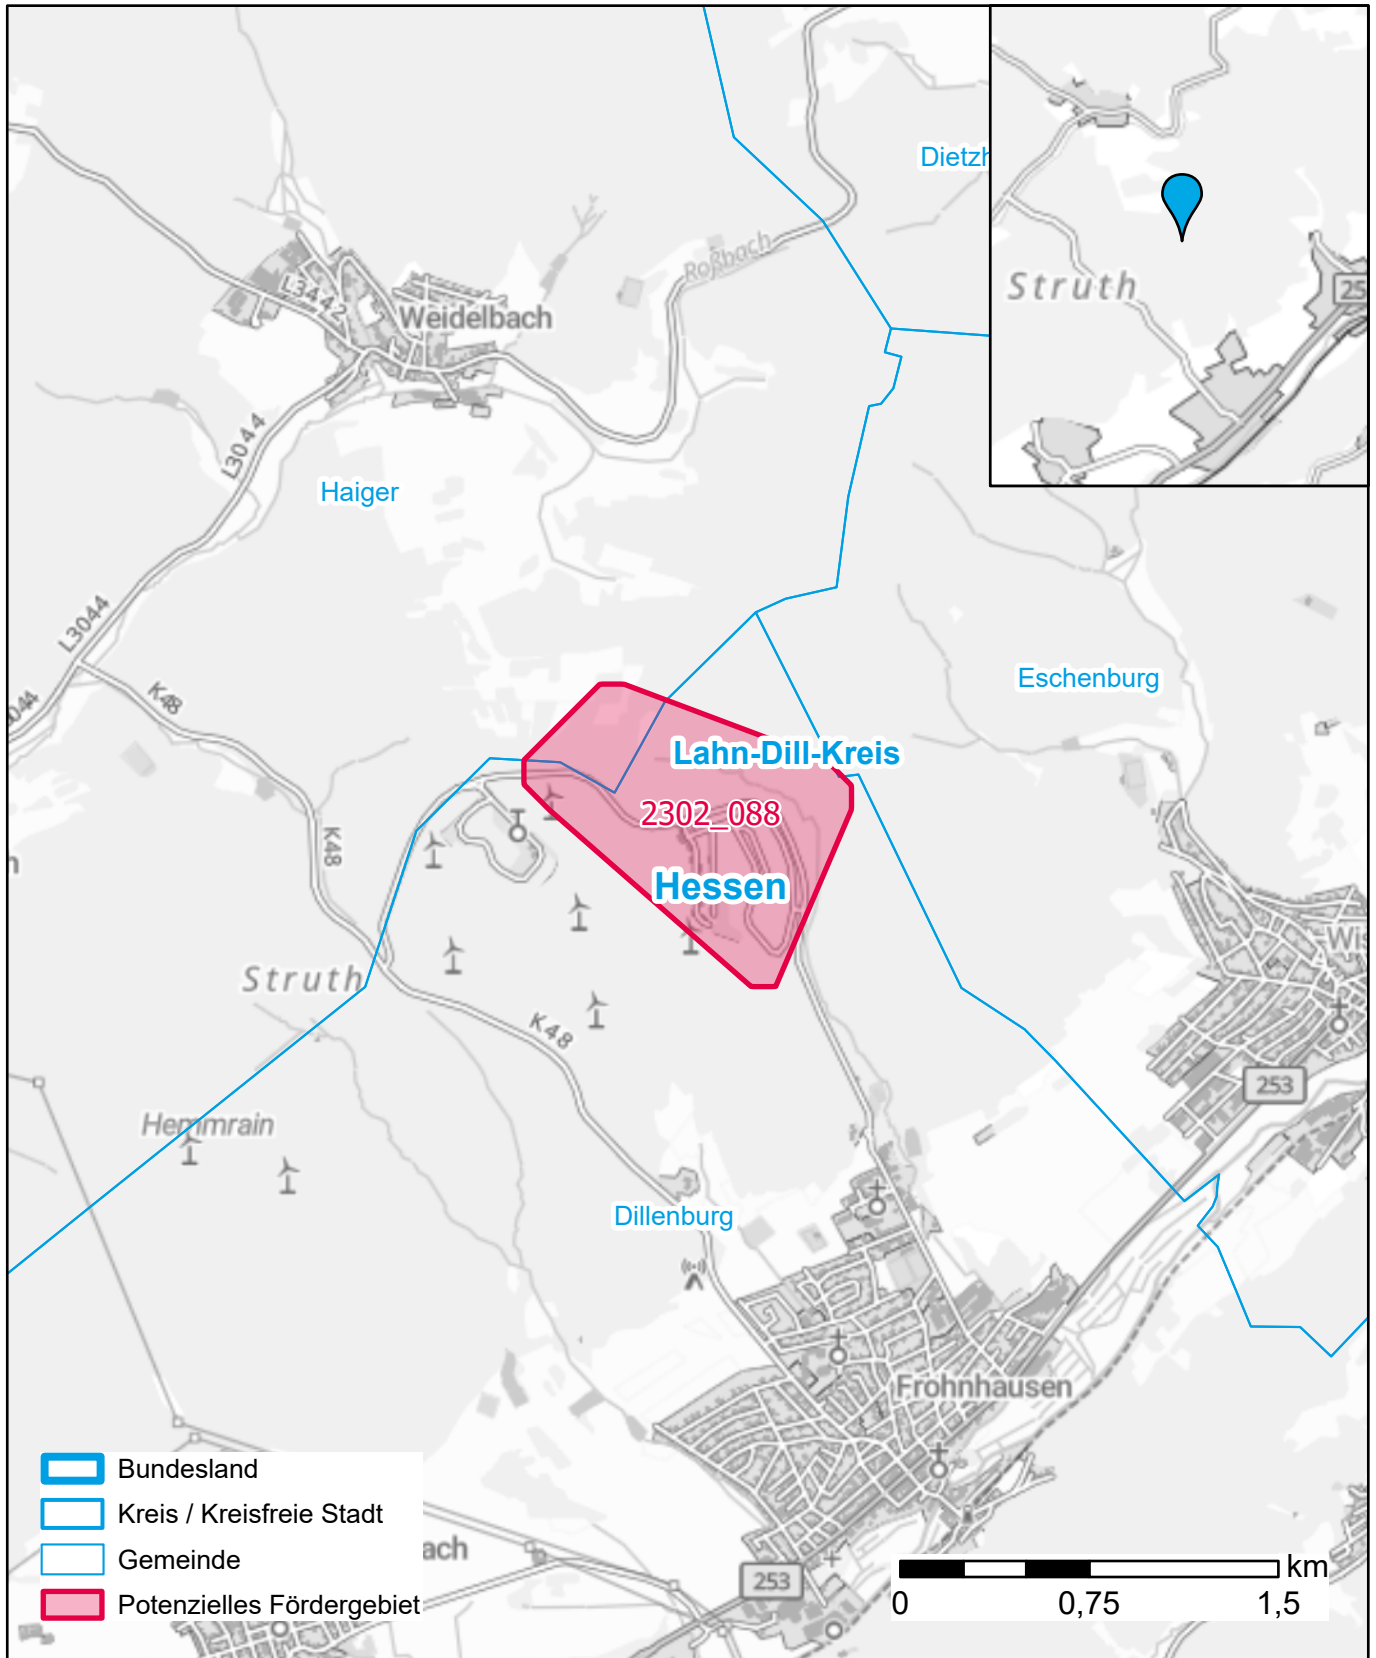 Dietzh
Struth
25
Roßbach
L3442
Weidelbach
L3044
Haiger
L3044
3044
K48
K48
Eschenburg
Lahn-Dill-Kreis
2302_088
Hessen
n
Struth
K48
Wis
253
Hemmrain
Dillenburg
Frohnhausen
Bundesland
Kreis / Kreisfreie Stadt
Gemeinde
Potenzielles Fördergebiet
ach
253
km
0 0,75 1,5